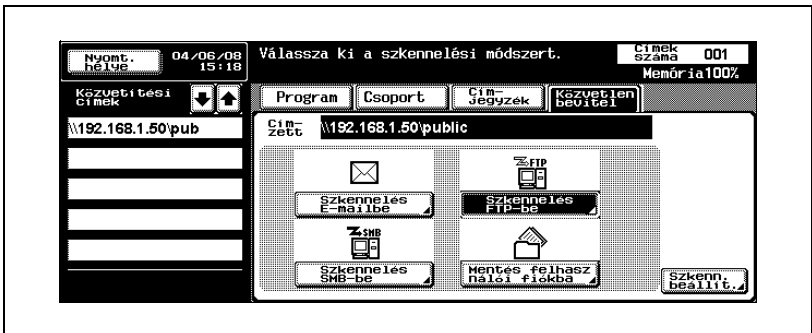 Nyomt.
helye
04/06/08
15:18
Válassza ki a szkennelési módszert.
Címek
száma
001
Memória100%
Közvetítési
Címek
Program
Csoport
Cím-
jegyzék
Közvetlen
bevitel
\\192.168.1.50\pub
Cím-
zett
\\192.168.1.50\public
FTP
Szkennelés
E-mailbe
Szkennelés
FTP-be
SMB
Szkennelés
SMB-be
Mentés felhasz
nálói fiókba
Szkenn.
beállít.